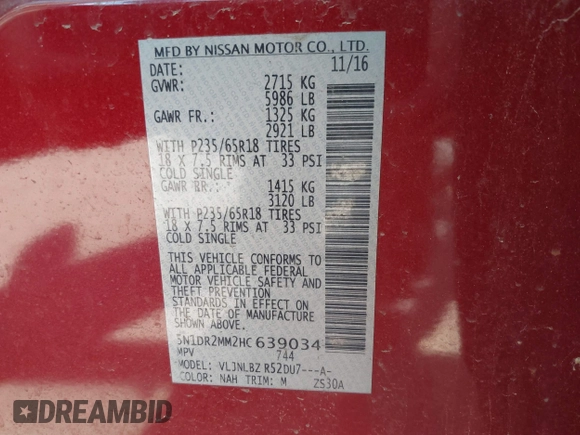 MFD BY NISSAN MOTOR CO., LTD.
DATE: 11/16
GVWR: 2715 KG
5986 LB
GAWR FR.: 1325 KG
2921 LB
WITH P235/65R18 TIRES
18 X 7.5 RIMS AT 33 PSI
COLD SINGLE
GAWR RR.: 1415 KG
3120 LB
WITH P235/65R18 TIRES
18 X 7.5 RIMS AT 33 PSI
COLD SINGLE
THIS VEHICLE CONFORMS TO
ALL APPLICABLE FEDERAL
MOTOR VEHICLE SAFETY AND
THEFT PREVENTION
STANDARDS IN EFFECT ON
THE DATE OF MANUFACTURE
SHOWN ABOVE.
5N1DR2MM2HC 639034
MPV 744
MODEL: VLJNLBZ R52DU7---A-
COLOR: NAH TRIM: M ZS30A
DREAMBID